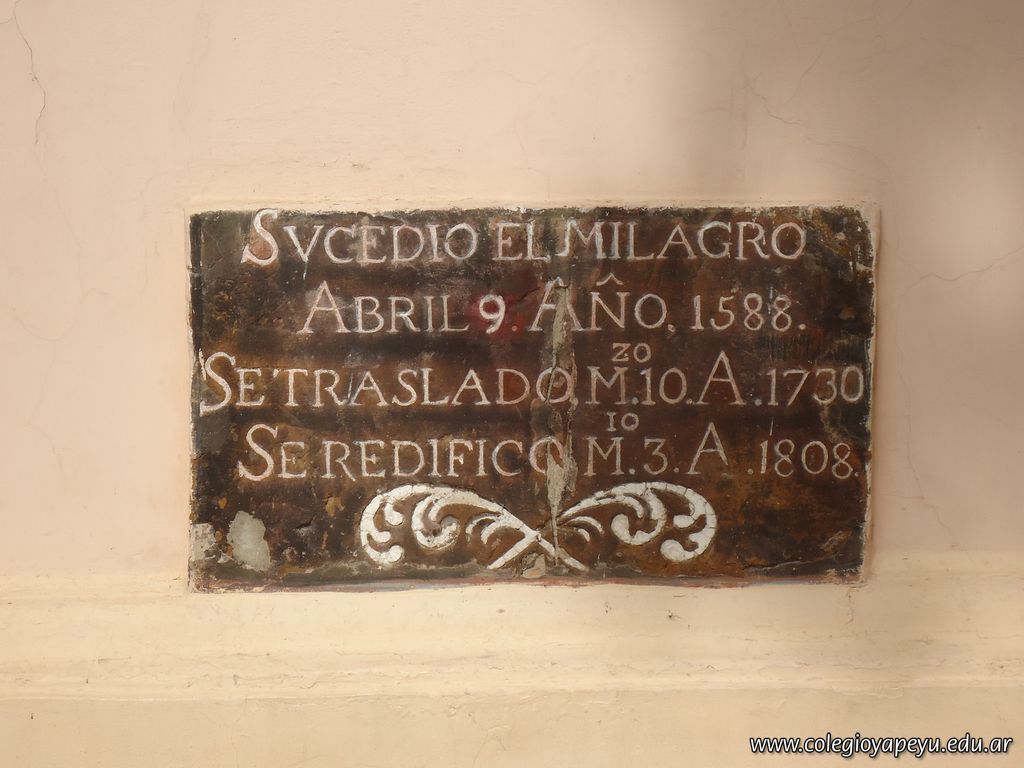 SVCEDIO EL MILAGRO
ABRIL 9. AÑO, 1588.
SE TRASLADO, M.zo 10. A. 1730
SE REDIFICO M.io 3. A. 1808.
www.colegioyapeyu.edu.ar